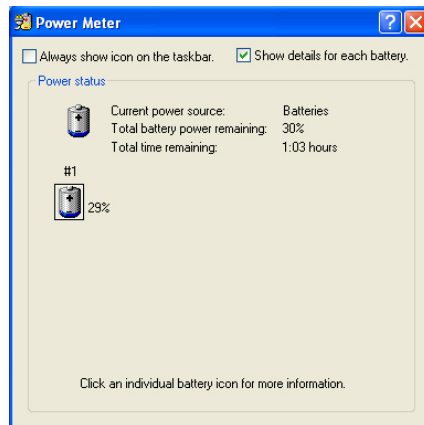 Power Meter
Always show icon on the taskbar. Show details for each battery.
Power status
Current power source: Batteries
Total battery power remaining: 30%
Total time remaining: 1:03 hours
#1
29%
Click an individual battery icon for more information.